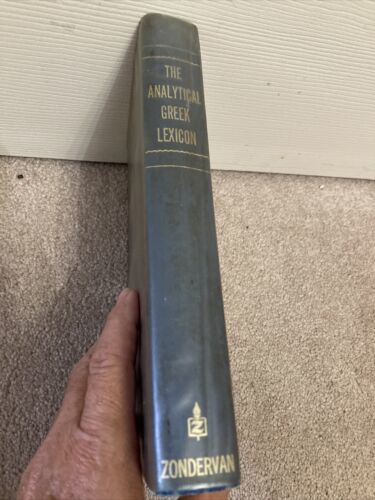 THE
ANALYTICAL
GREEK
LEXICON
Z
ZONDERVAN